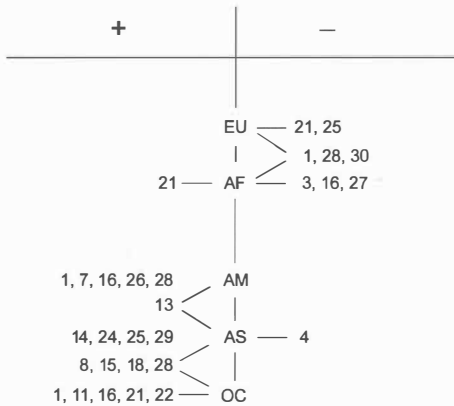 + −
EU 21, 25
1, 28, 30
21 AF 3, 16, 27
1, 7, 16, 26, 28 AM
13
14, 24, 25, 29 AS 4
8, 15, 18, 28
1, 11, 16, 21, 22 OC